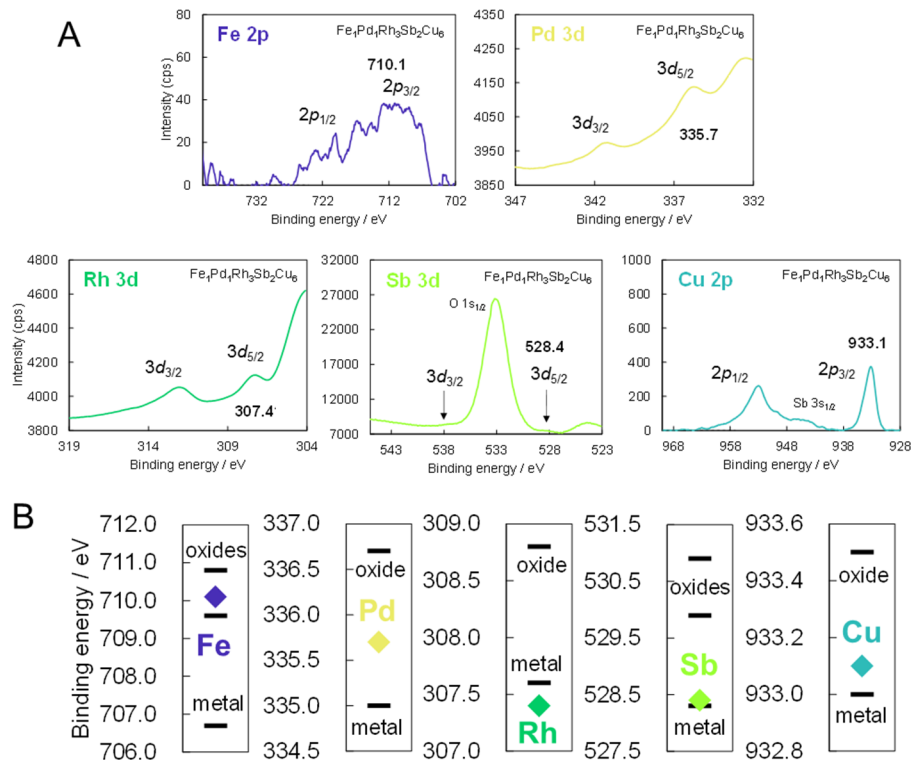 A
Fe 2p
Fe1Pd1Rh3Sb2Cu6
710.1
2p3/2
2p1/2
Intensity (cps)
80
60
40
20
0
732
722
712
702
Binding energy / eV
Pd 3d
Fe1Pd1Rh3Sb2Cu6
3d5/2
3d3/2
335.7
4350
4250
4150
4050
3950
3850
347
342
337
332
Binding energy / eV
Rh 3d
Fe1Pd1Rh3Sb2Cu6
3d3/2
3d5/2
307.4
Intensity (cps)
4800
4600
4400
4200
4000
3800
319
314
309
304
Binding energy / eV
Sb 3d
Fe1Pd1Rh3Sb2Cu6
O 1s1/2
528.4
3d3/2
3d5/2
27000
22000
17000
12000
7000
543
538
533
528
523
Binding energy / eV
Cu 2p
Fe1Pd1Rh3Sb2Cu6
933.1
2p1/2
2p3/2
Sb 3s1/2
1000
800
600
400
200
0
968
958
948
938
928
Binding energy / eV
B
Binding energy / eV
712.0
711.0
710.0
709.0
708.0
707.0
706.0
oxides
Fe
metal
337.0
336.5
336.0
335.5
335.0
334.5
oxide
Pd
metal
309.0
308.5
308.0
307.5
307.0
oxide
metal
Rh
531.5
530.5
529.5
528.5
527.5
oxides
Sb
metal
933.6
933.4
933.2
933.0
932.8
oxide
Cu
metal